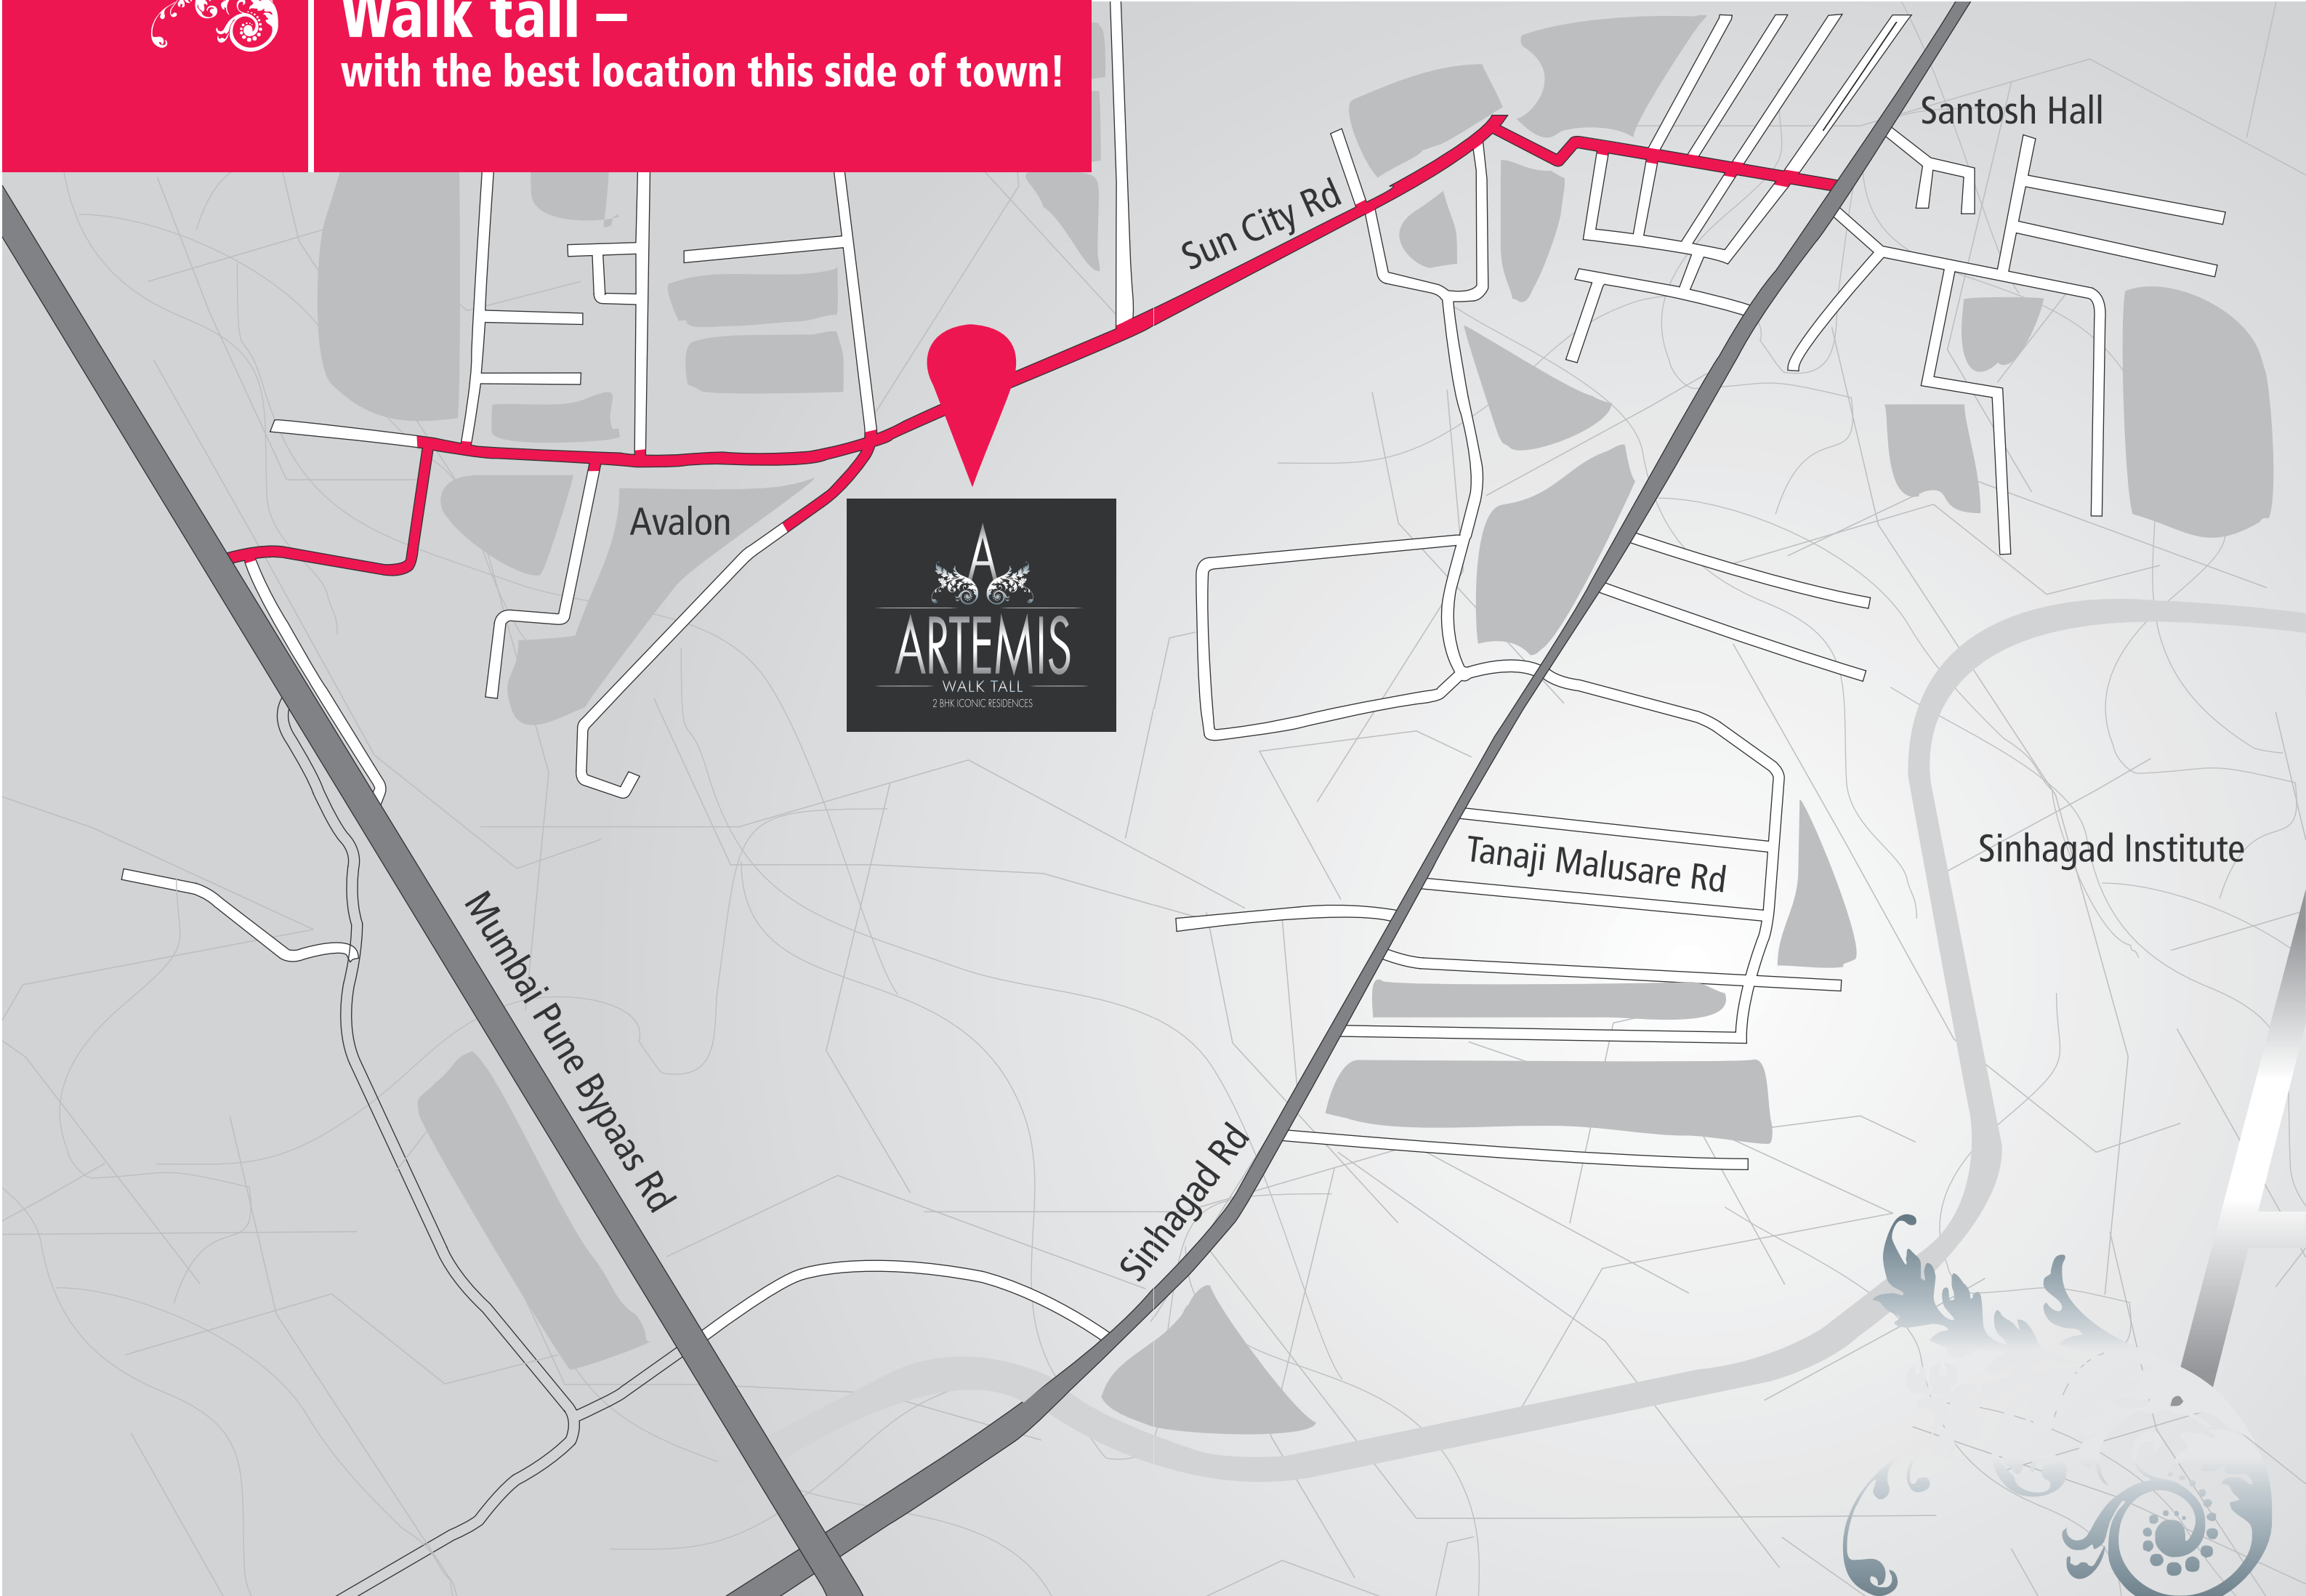 Walk tall –
with the best location this side of town!
Santosh Hall
Sun City Rd
Avalon
A
ARTEMIS
WALK TALL
2 BHK ICONIC RESIDENCES
Tanaji Malusare Rd
Sinhagad Institute
Mumbai Pune Bypaas Rd
Sinhagad Rd